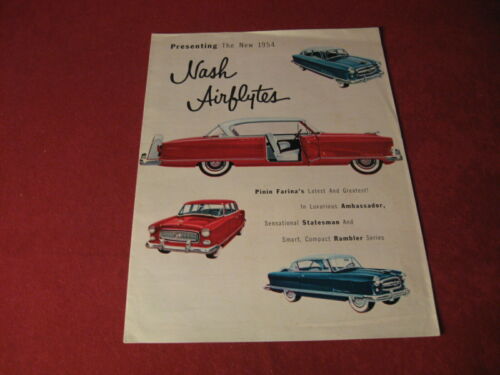 Presenting The New 1954
Nash
Airflytes
Pinin Farina's Latest And Greatest!
In Luxurious Ambassador,
Sensational Statesman And
Smart, Compact Rambler Series